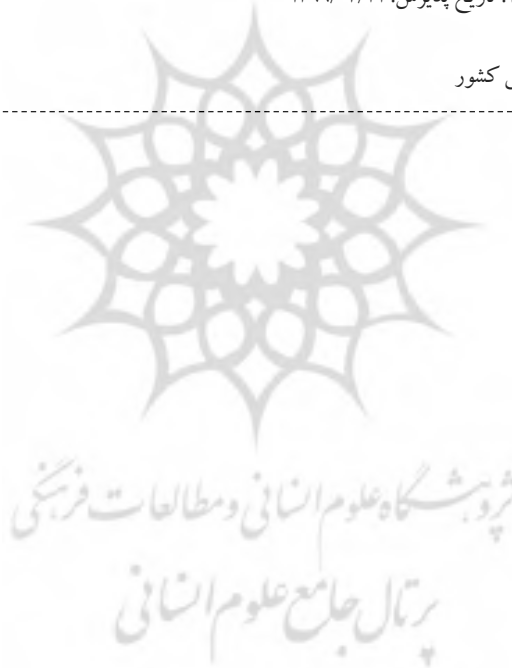 تاریخ پذیرش:
کشور
پژوهشگاه علوم انسانی و مطالعات فرهنگی
پرتال جامع علوم انسانی